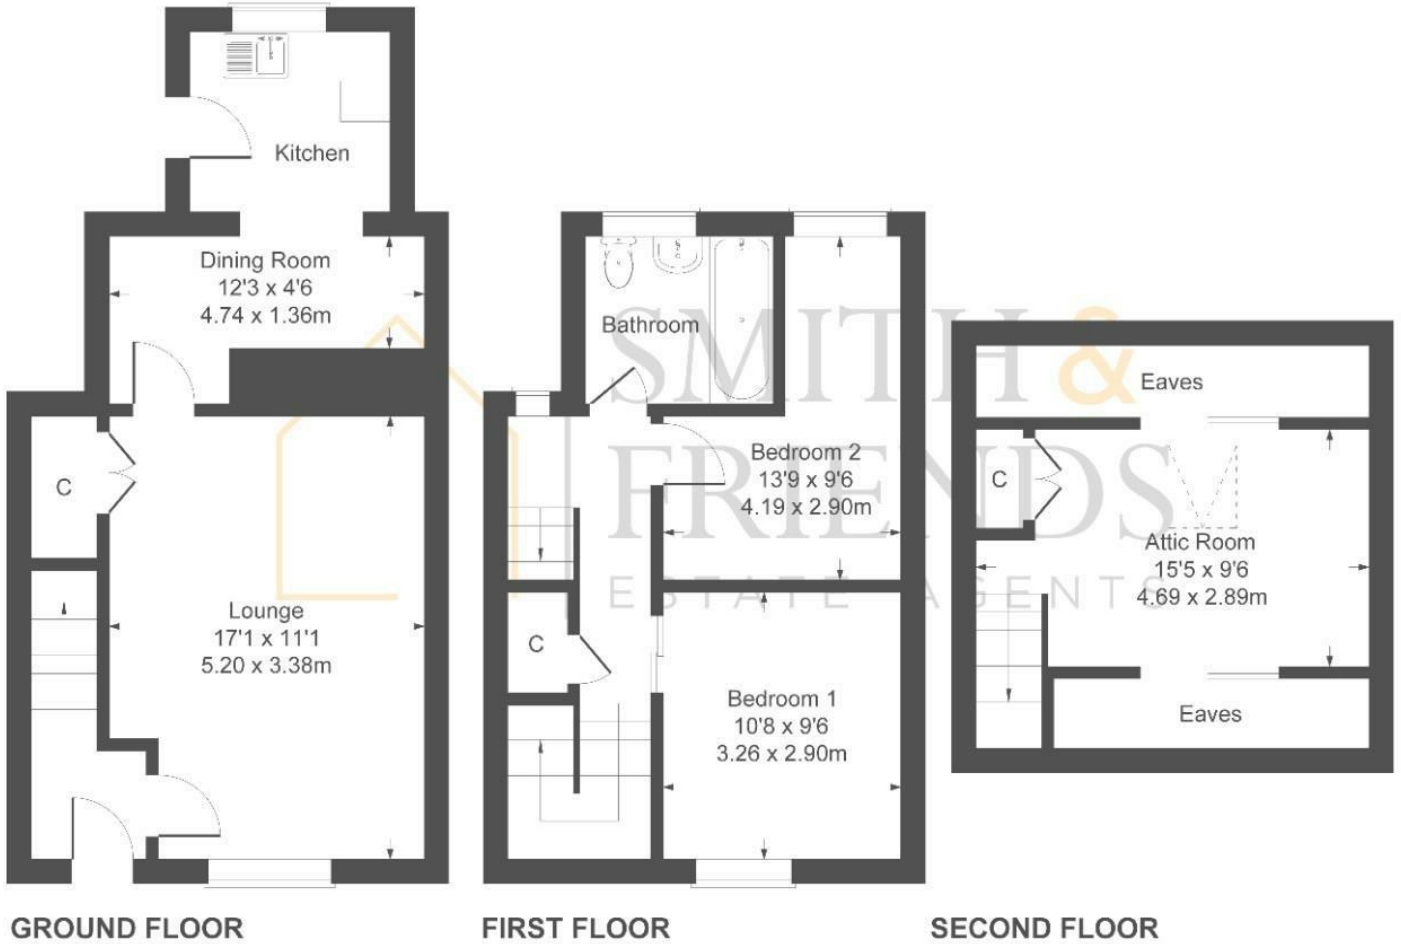 Kitchen
Dining Room
12'3 x 4'6
4.74 x 1.36m
C
Lounge
17'1 x 11'1
5.20 x 3.38m
GROUND FLOOR
Bathroom
Bedroom 2
13'9 x 9'6
4.19 x 2.90m
C
Bedroom 1
10'8 x 9'6
3.26 x 2.90m
FIRST FLOOR
Eaves
C
Attic Room
15'5 x 9'6
4.69 x 2.89m
Eaves
SECOND FLOOR
SMITH &
FRIENDS
ESTATE AGENTS